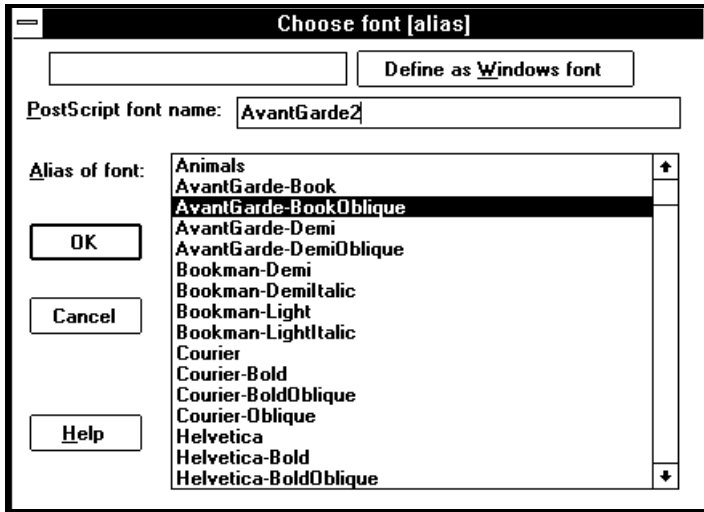 Choose font [alias]
Define as Windows font
PostScript font name: AvantGarde2
Alias of font:
Animals
AvantGarde-Book
AvantGarde-BookOblique
AvantGarde-Demi
AvantGarde-DemiOblique
Bookman-Demi
Bookman-DemiItalic
Bookman-Light
Bookman-LightItalic
Courier
Courier-Bold
Courier-BoldOblique
Courier-Oblique
Helvetica
Helvetica-Bold
Helvetica-BoldOblique
OK
Cancel
Help